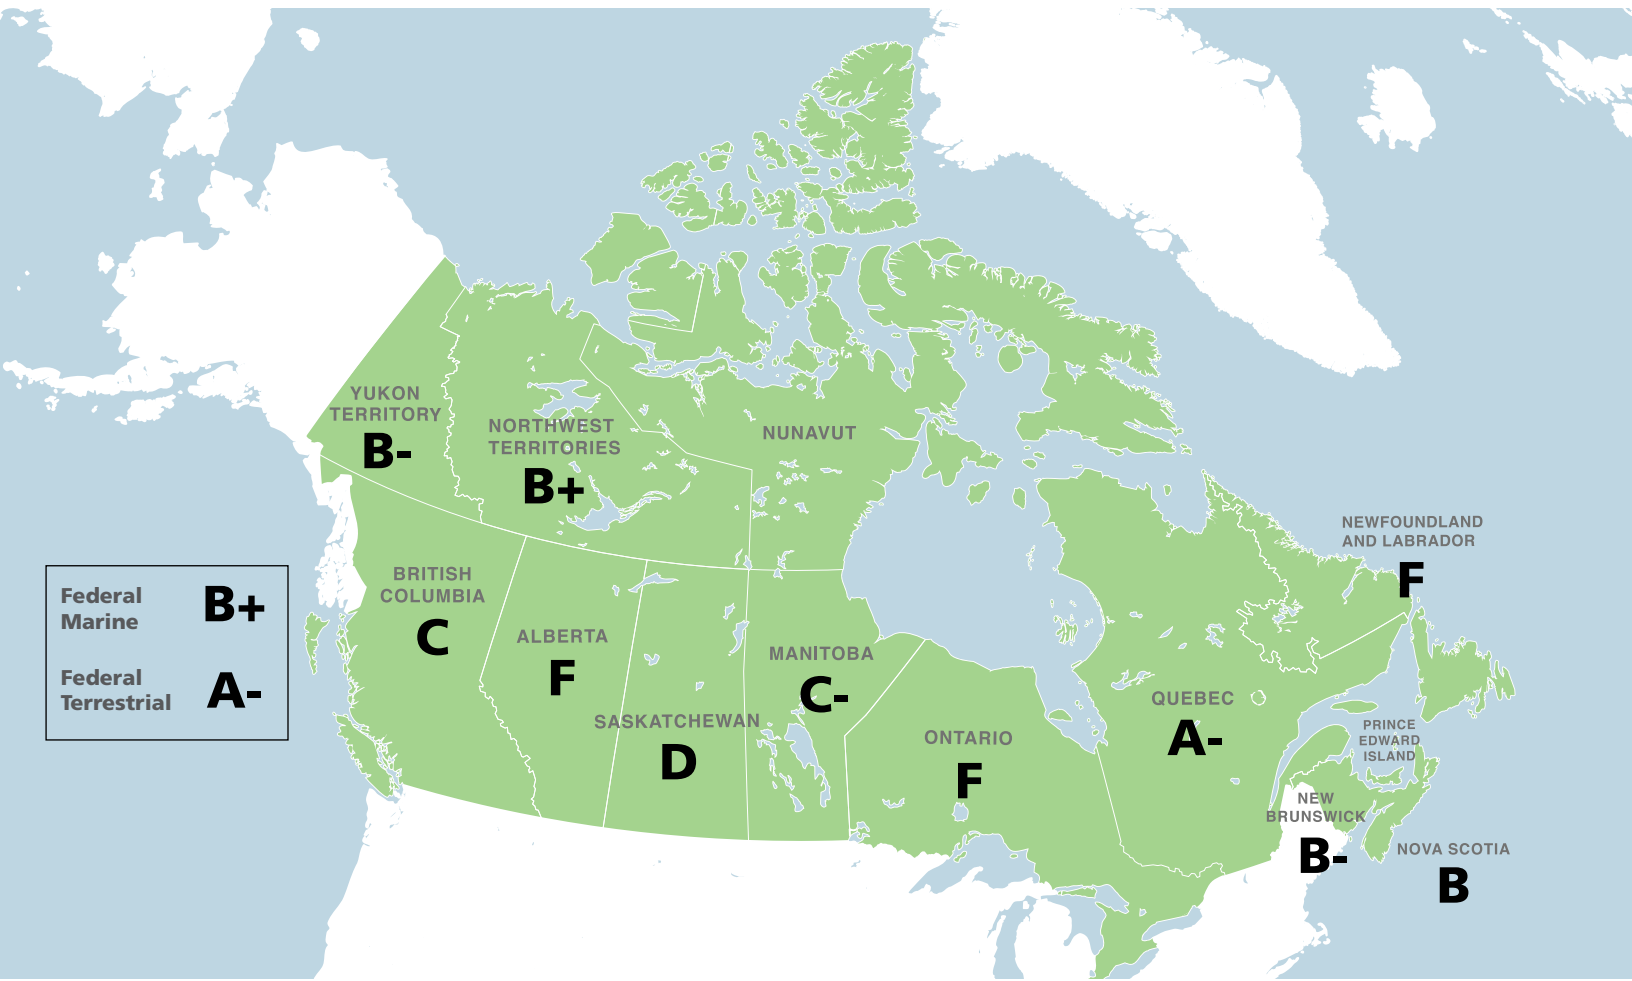 YUKON
TERRITORY
B-
NORTHWEST
TERRITORIES
B+
NUNAVUT
NEWFOUNDLAND
AND LABRADOR
F
Federal
Marine
B+
Federal
Terrestrial
A-
BRITISH
COLUMBIA
C
ALBERTA
F
SASKATCHEWAN
D
MANITOBA
C-
ONTARIO
F
QUEBEC
A-
PRINCE
EDWARD
ISLAND
NEW
BRUNSWICK
B-
NOVA SCOTIA
B